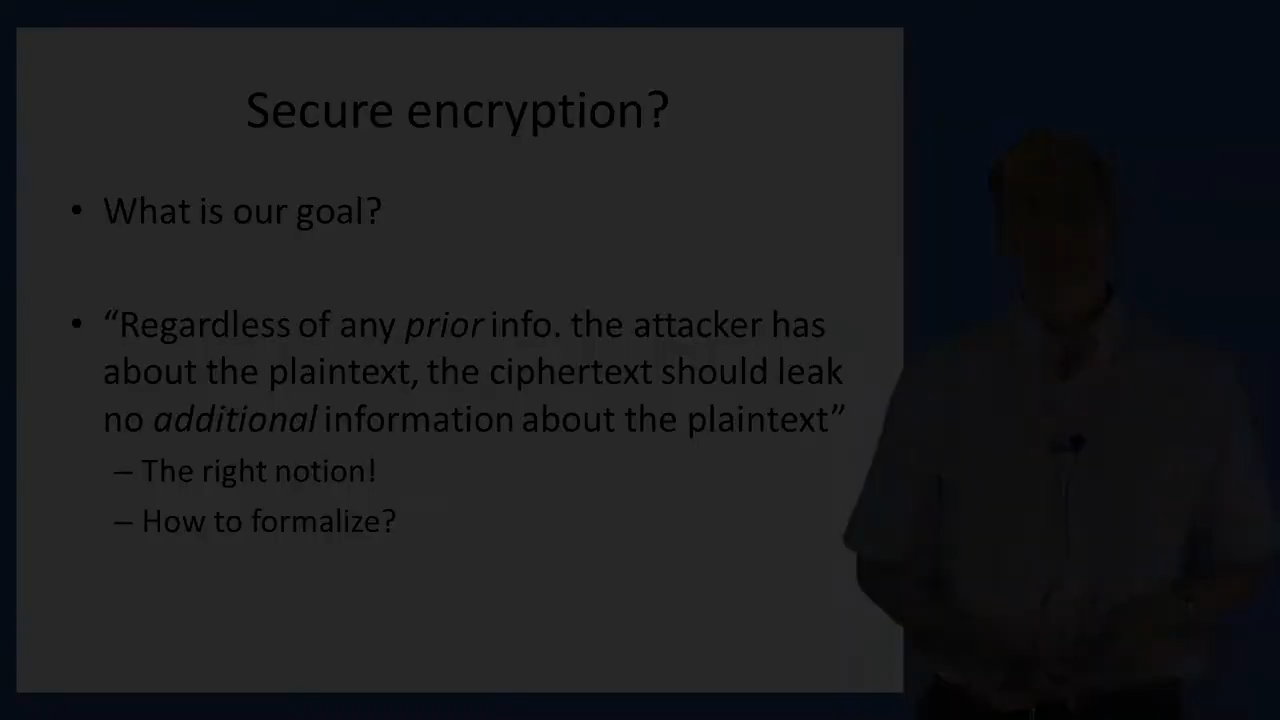 Secure encryption?
• What is our goal?
• “Regardless of any prior info. the attacker has
about the plaintext, the ciphertext should leak
no additional information about the plaintext”
– The right notion!
– How to formalize?